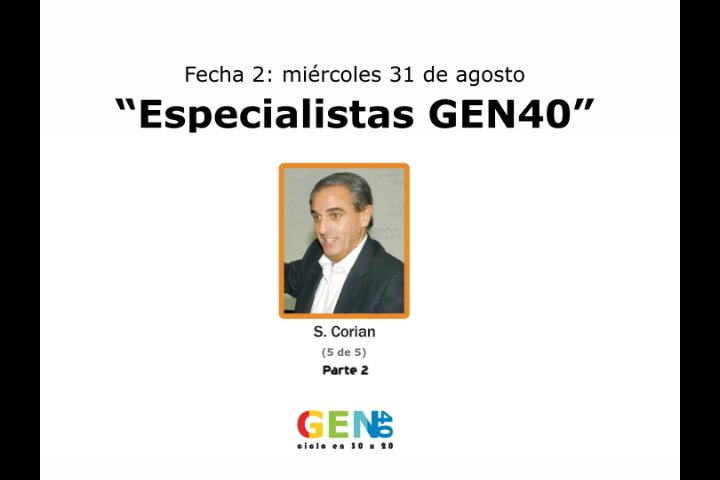 Fecha 2: miércoles 31 de agosto
“Especialistas GEN40”
S. Corian
(5 de 5)
Parte 2
GEN40
ciclo en 30 x 20